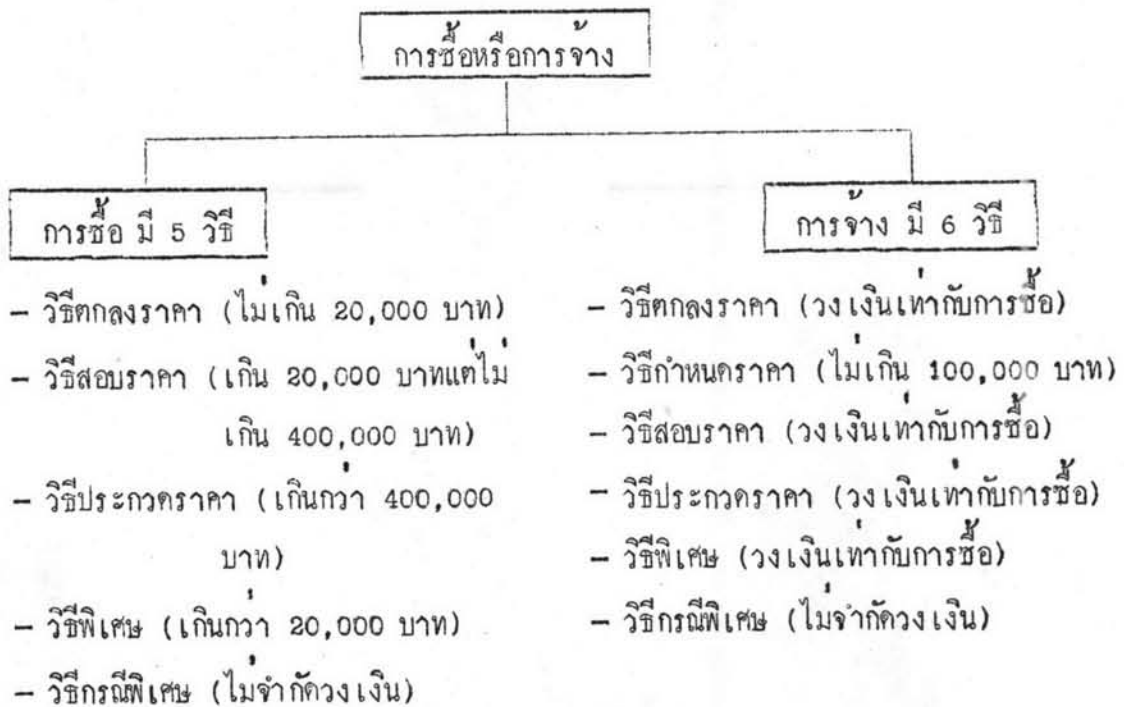 การซื้อหรือการจ้าง
การซื้อ มี 5 วิธี
- วิธีตกลงราคา (ไม่เกิน 20,000 บาท)
- วิธีสอบราคา (เกิน 20,000 บาทแต่ไม่
เกิน 400,000 บาท)
- วิธีประกวดราคา (เกินกว่า 400,000
บาท)
- วิธีพิเศษ (เกินกว่า 20,000 บาท)
- วิธีกรณีพิเศษ (ไม่จำกัดวงเงิน)
การจ้าง มี 6 วิธี
- วิธีตกลงราคา (วงเงินเท่ากับการซื้อ)
- วิธีกำหนดราคา (ไม่เกิน 100,000 บาท)
- วิธีสอบราคา (วงเงินเท่ากับการซื้อ)
- วิธีประกวดราคา (วงเงินเท่ากับการซื้อ)
- วิธีพิเศษ (วงเงินเท่ากับการซื้อ)
- วิธีกรณีพิเศษ (ไม่จำกัดวงเงิน)